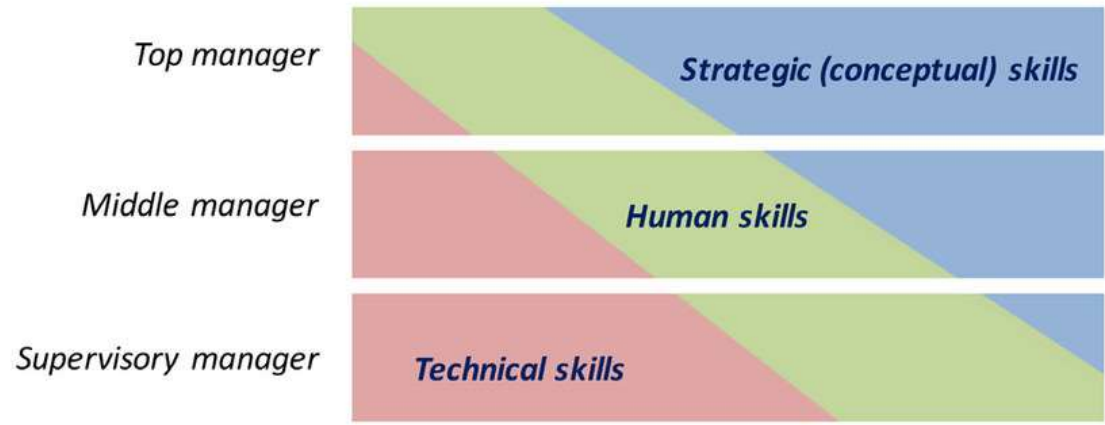 Top manager
Strategic (conceptual) skills
Middle manager
Human skills
Supervisory manager
Technical skills